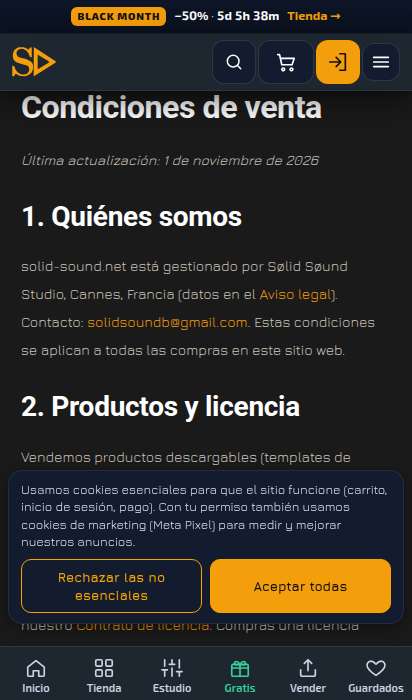 BLACK MONTH −50% · 5d 5h 38m Tienda →
Condiciones de venta
Última actualización: 1 de noviembre de 2026
1. Quiénes somos
solid-sound.net está gestionado por Sølid Søund
Studio, Cannes, Francia (datos en el Aviso legal).
Contacto: solidsoundb@gmail.com. Estas condiciones
se aplican a todas las compras en este sitio web.
2. Productos y licencia
Vendemos productos descargables (templates de
Usamos cookies esenciales para que el sitio funcione (carrito,
inicio de sesión, pago). Con tu permiso también usamos
cookies de marketing (Meta Pixel) para medir y mejorar
nuestros anuncios.
Rechazar las no
esenciales
Aceptar todas
nuestro Contrato de licencia. Compras una licencia
Inicio Tienda Estudio Gratis Vender Guardados